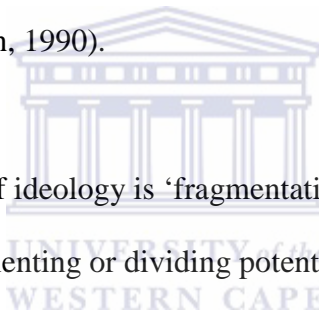 n, 1990).
f ideology is ‘fragmentati
UNIVERSITY of the
enting or dividing potent
WESTERN CAPE